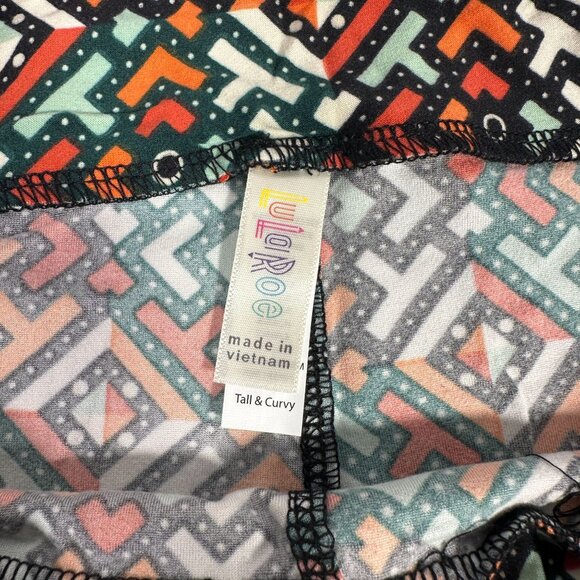 LuLaRoe
made in
vietnam
Tall & Curvy